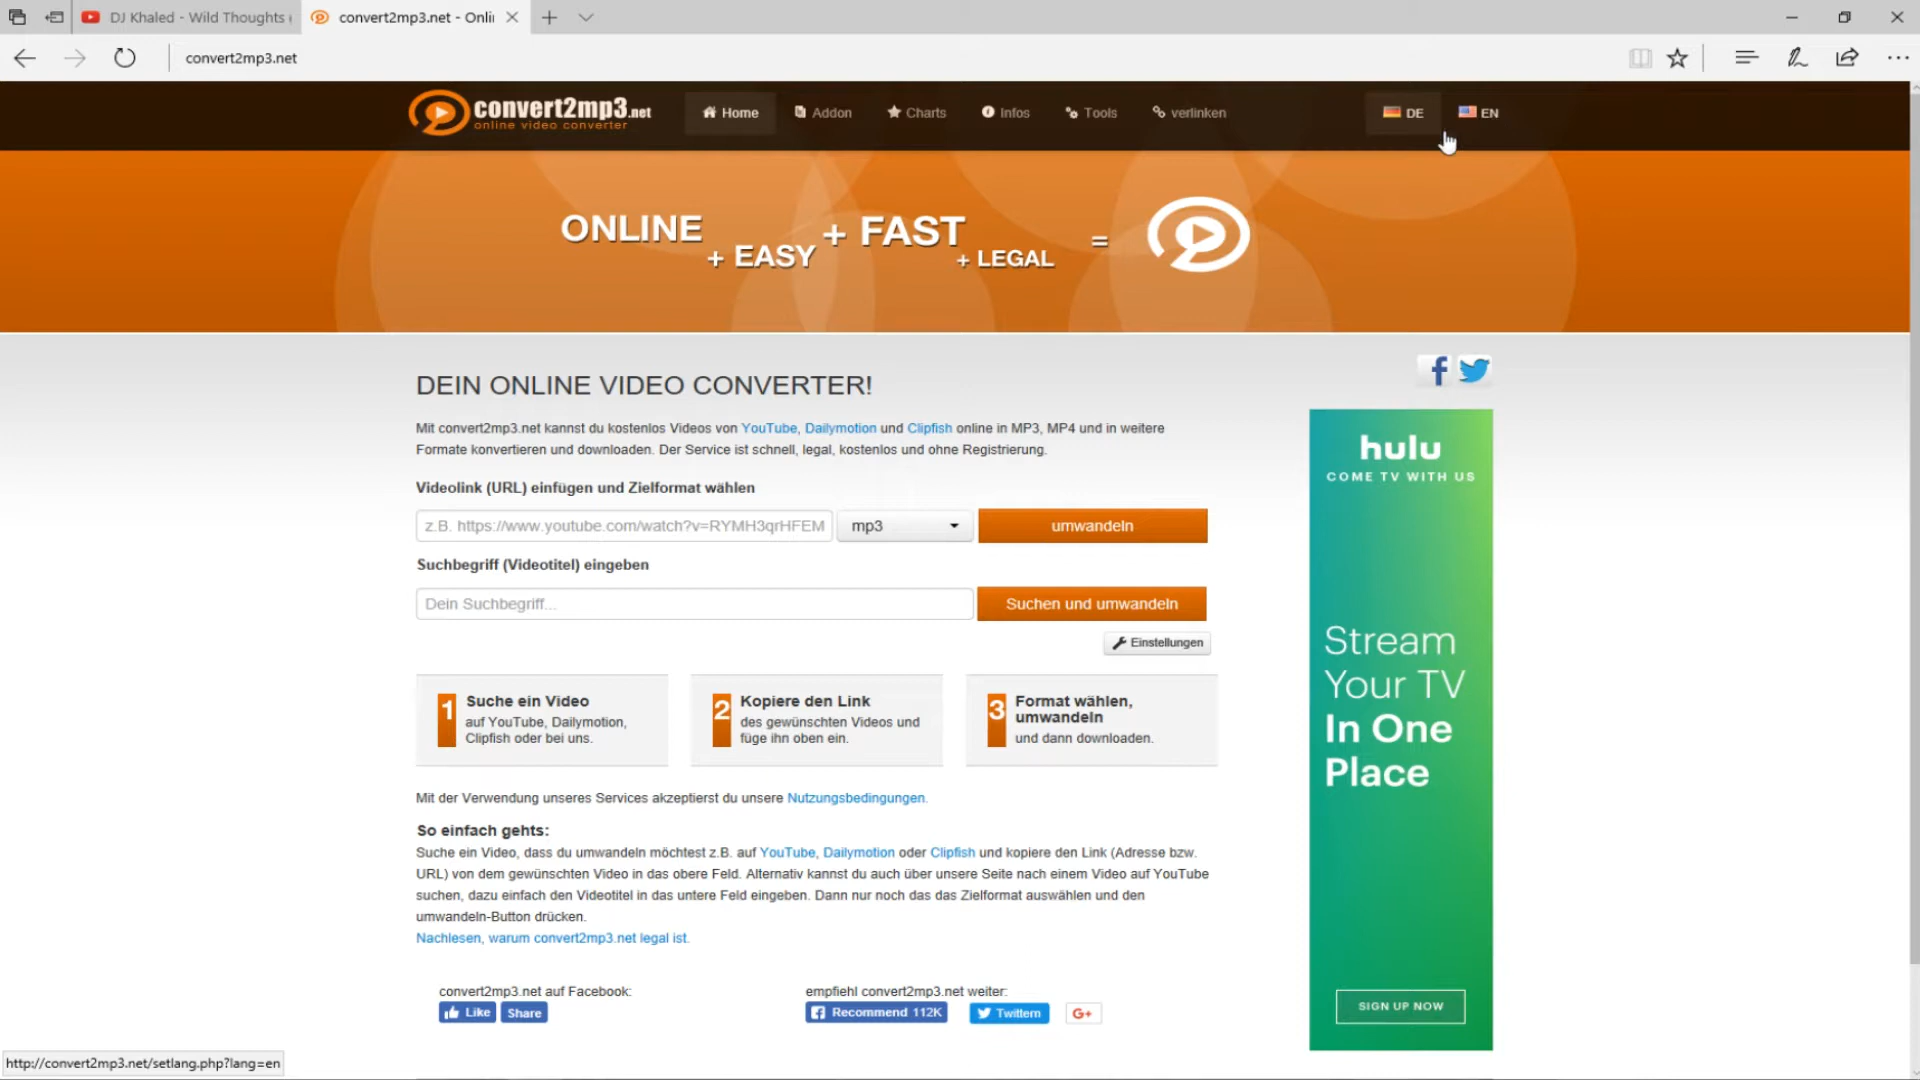 DJ Khaled - Wild Thoughts (
convert2mp3.net - Onli
convert2mp3.net
convert2mp3.net
online video converter
Home
Addon
Charts
Infos
Tools
verlinken
DE
EN
ONLINE + EASY + FAST + LEGAL =
DEIN ONLINE VIDEO CONVERTER!
Mit convert2mp3.net kannst du kostenlos Videos von YouTube, Dailymotion und Clipfish online in MP3, MP4 und in weitere
Formate konvertieren und downloaden. Der Service ist schnell, legal, kostenlos und ohne Registrierung.
Videolink (URL) einfügen und Zielformat wählen
z.B. https://www.youtube.com/watch?v=RYMH3qrHFEM
mp3
umwandeln
Suchbegriff (Videotitel) eingeben
Dein Suchbegriff...
Suchen und umwandeln
Einstellungen
1
Suche ein Video
auf YouTube, Dailymotion,
Clipfish oder bei uns.
2
Kopiere den Link
des gewünschten Videos und
füge ihn oben ein.
3
Format wählen,
umwandeln
und dann downloaden.
Mit der Verwendung unseres Services akzeptierst du unsere Nutzungsbedingungen.
So einfach gehts:
Suche ein Video, dass du umwandeln möchtest z.B. auf YouTube, Dailymotion oder Clipfish und kopiere den Link (Adresse bzw.
URL) von dem gewünschten Video in das obere Feld. Alternativ kannst du auch über unsere Seite nach einem Video auf YouTube
suchen, dazu einfach den Videotitel in das untere Feld eingeben. Dann nur noch das das Zielformat auswählen und den
umwandeln-Button drücken.
Nachlesen, warum convert2mp3.net legal ist.
convert2mp3.net auf Facebook:
Like
Share
empfiehl convert2mp3.net weiter:
Recommend 112K
Twittern
G+
hulu
COME TV WITH US
Stream
Your TV
In One
Place
SIGN UP NOW
http://convert2mp3.net/setlang.php?lang=en